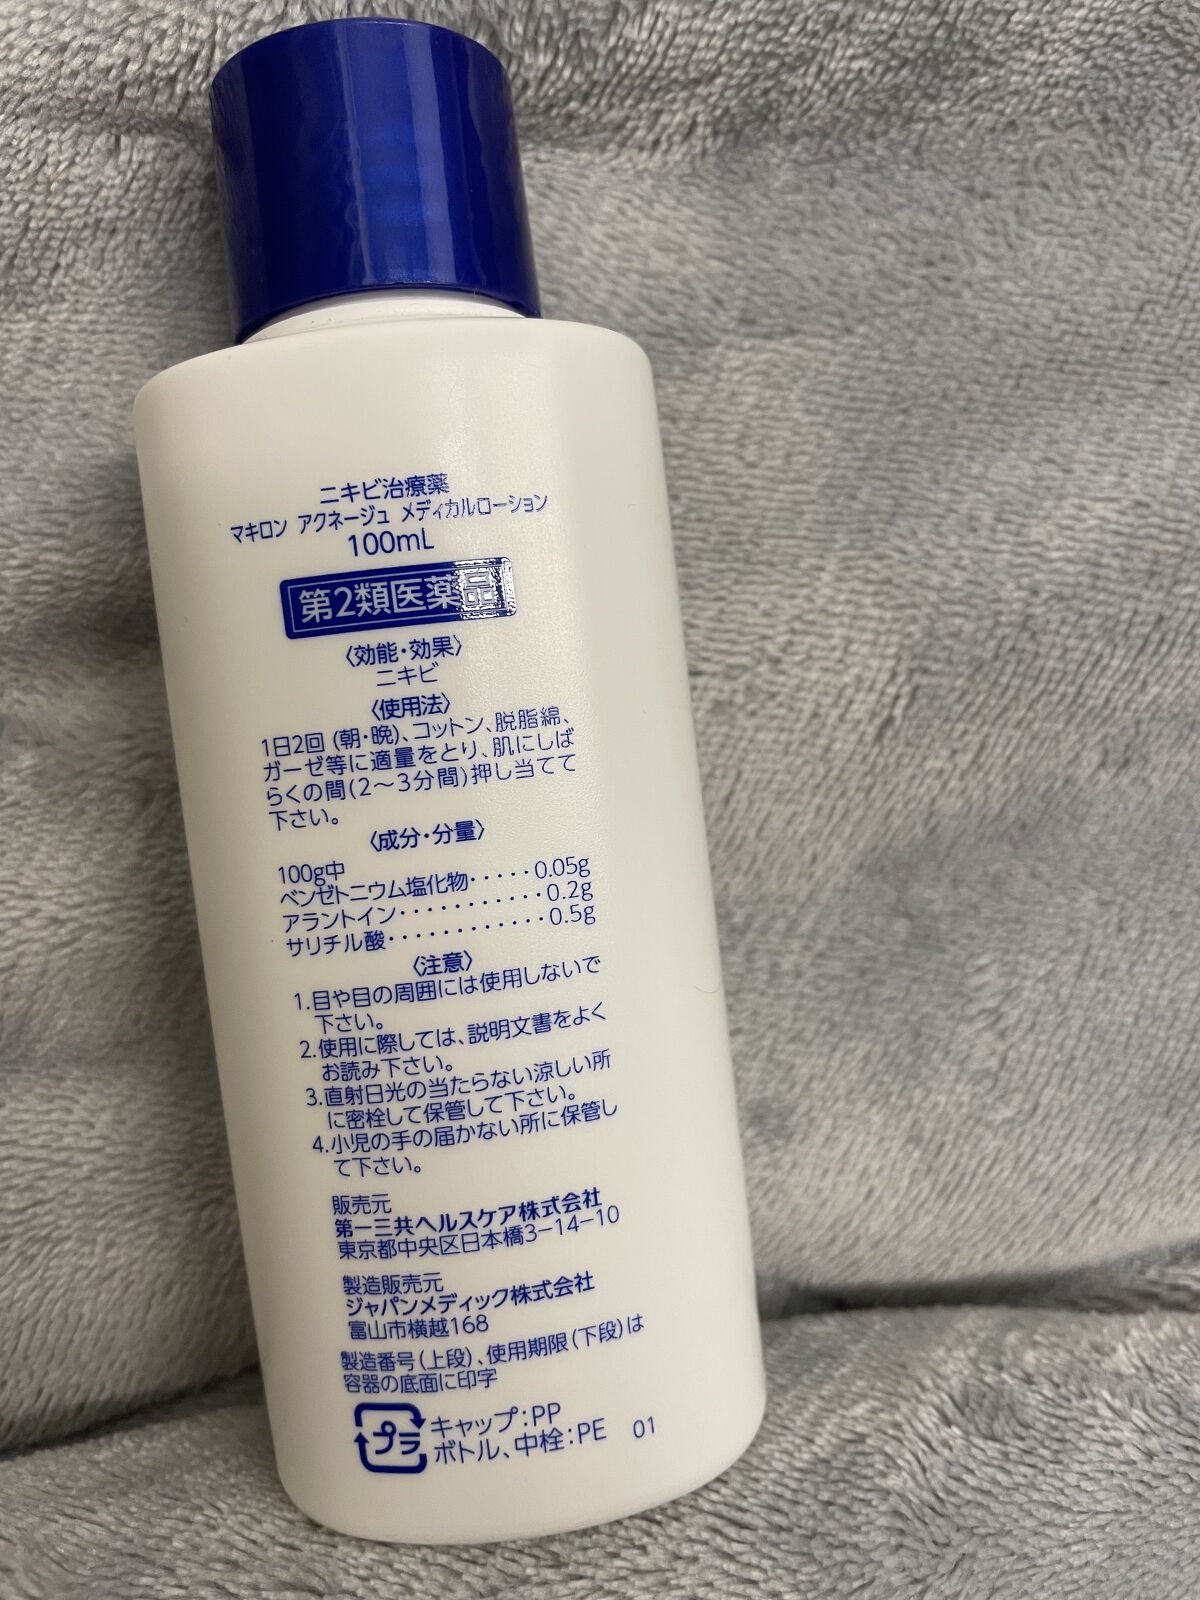 ニキビ治療薬
マキロン アクネージュ メディカルローション
100mL
第2類医薬品
〈効能・効果〉
ニキビ
〈使用法〉
1日2回(朝・晩)、コットン、脱脂綿、
ガーゼ等に適量をとり、肌にしば
らくの間(2〜3分間)押し当てて
下さい。
〈成分・分量〉
100g中
ベンゼトニウム塩化物・・・・・0.05g
アラントイン・・・・・・・・・・・0.2g
サリチル酸・・・・・・・・・・・・0.5g
〈注意〉
1.目や目の周囲には使用しないで
下さい。
2.使用に際しては、説明文書をよく
お読み下さい。
3.直射日光の当たらない涼しい所
に密栓して保管して下さい。
4.小児の手の届かない所に保管し
て下さい。
販売元
第一三共ヘルスケア株式会社
東京都中央区日本橋3-14-10
製造販売元
ジャパンメディック株式会社
富山市横越168
製造番号(上段)、使用期限(下段)は
容器の底面に印字
プラ キャップ:PP
ボトル、中栓:PE 01